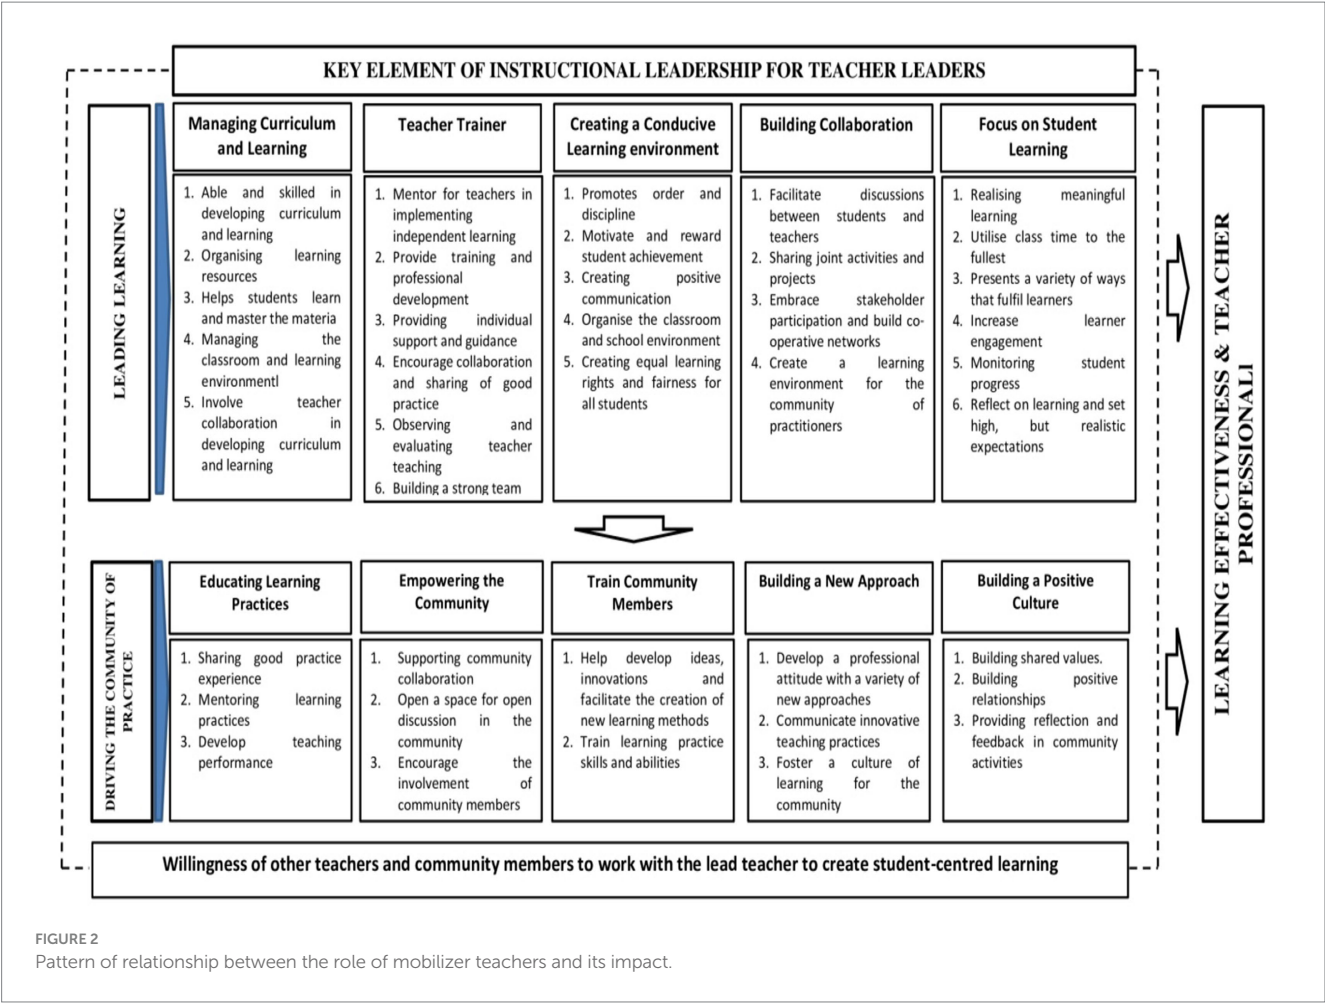 KEY ELEMENT OF INSTRUCTIONAL LEADERSHIP FOR TEACHER LEADERS
LEADING LEARNING
Managing Curriculum
and Learning
1. Able and skilled in
developing curriculum
and learning
2. Organising learning
resources
3. Helps students learn
and master the materia
4. Managing the
classroom and learning
environmentl
5. Involve teacher
collaboration in
developing curriculum
and learning
Teacher Trainer
1. Mentor for teachers in
implementing
independent learning
2. Provide training and
professional
development
3. Providing individual
support and guidance
4. Encourage collaboration
and sharing of good
practice
5. Observing and
evaluating teacher
teaching
6. Building a strong team
Creating a Conducive
Learning environment
1. Promotes order and
discipline
2. Motivate and reward
student achievement
3. Creating positive
communication
4. Organise the classroom
and school environment
5. Creating equal learning
rights and fairness for
all students
Building Collaboration
1. Facilitate discussions
between students and
teachers
2. Sharing joint activities and
projects
3. Embrace stakeholder
participation and build co-
operative networks
4. Create a learning
environment for the
community of
practitioners
Focus on Student
Learning
1. Realising meaningful
learning
2. Utilise class time to the
fullest
3. Presents a variety of ways
that fulfil learners
4. Increase learner
engagement
5. Monitoring student
progress
6. Reflect on learning and set
high, but realistic
expectations
DRIVING THE COMMUNITY OF
PRACTICE
Educating Learning
Practices
1. Sharing good practice
experience
2. Mentoring learning
practices
3. Develop teaching
performance
Empowering the
Community
1. Supporting community
collaboration
2. Open a space for open
discussion in the
community
3. Encourage the
involvement of
community members
Train Community
Members
1. Help develop ideas,
innovations and
facilitate the creation of
new learning methods
2. Train learning practice
skills and abilities
Building a New Approach
1. Develop a professional
attitude with a variety of
new approaches
2. Communicate innovative
teaching practices
3. Foster a culture of
learning for the
community
Building a Positive
Culture
1. Building shared values.
2. Building positive
relationships
3. Providing reflection and
feedback in community
activities
LEARNING EFFECTIVENESS & TEACHER
PROFESSIONALI
Willingness of other teachers and community members to work with the lead teacher to create student-centred learning
FIGURE 2
Pattern of relationship between the role of mobilizer teachers and its impact.